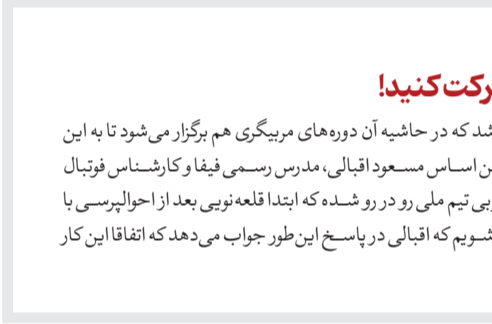 رکت کنید!
شد که در حاشیه آن دوره‌های مربیگری هم برگزار می‌شود تا به این
ن اساس مسعود اقبالی، مدرس رسمی فیفا و کارشناس فوتبال
بی تیم ملی رو در رو شده که ابتدا قلعه‌نویی بعد از احوالپرسی با
شویم که اقبالی در پاسخ این‌طور جواب می‌دهد که اتفاقا این کار